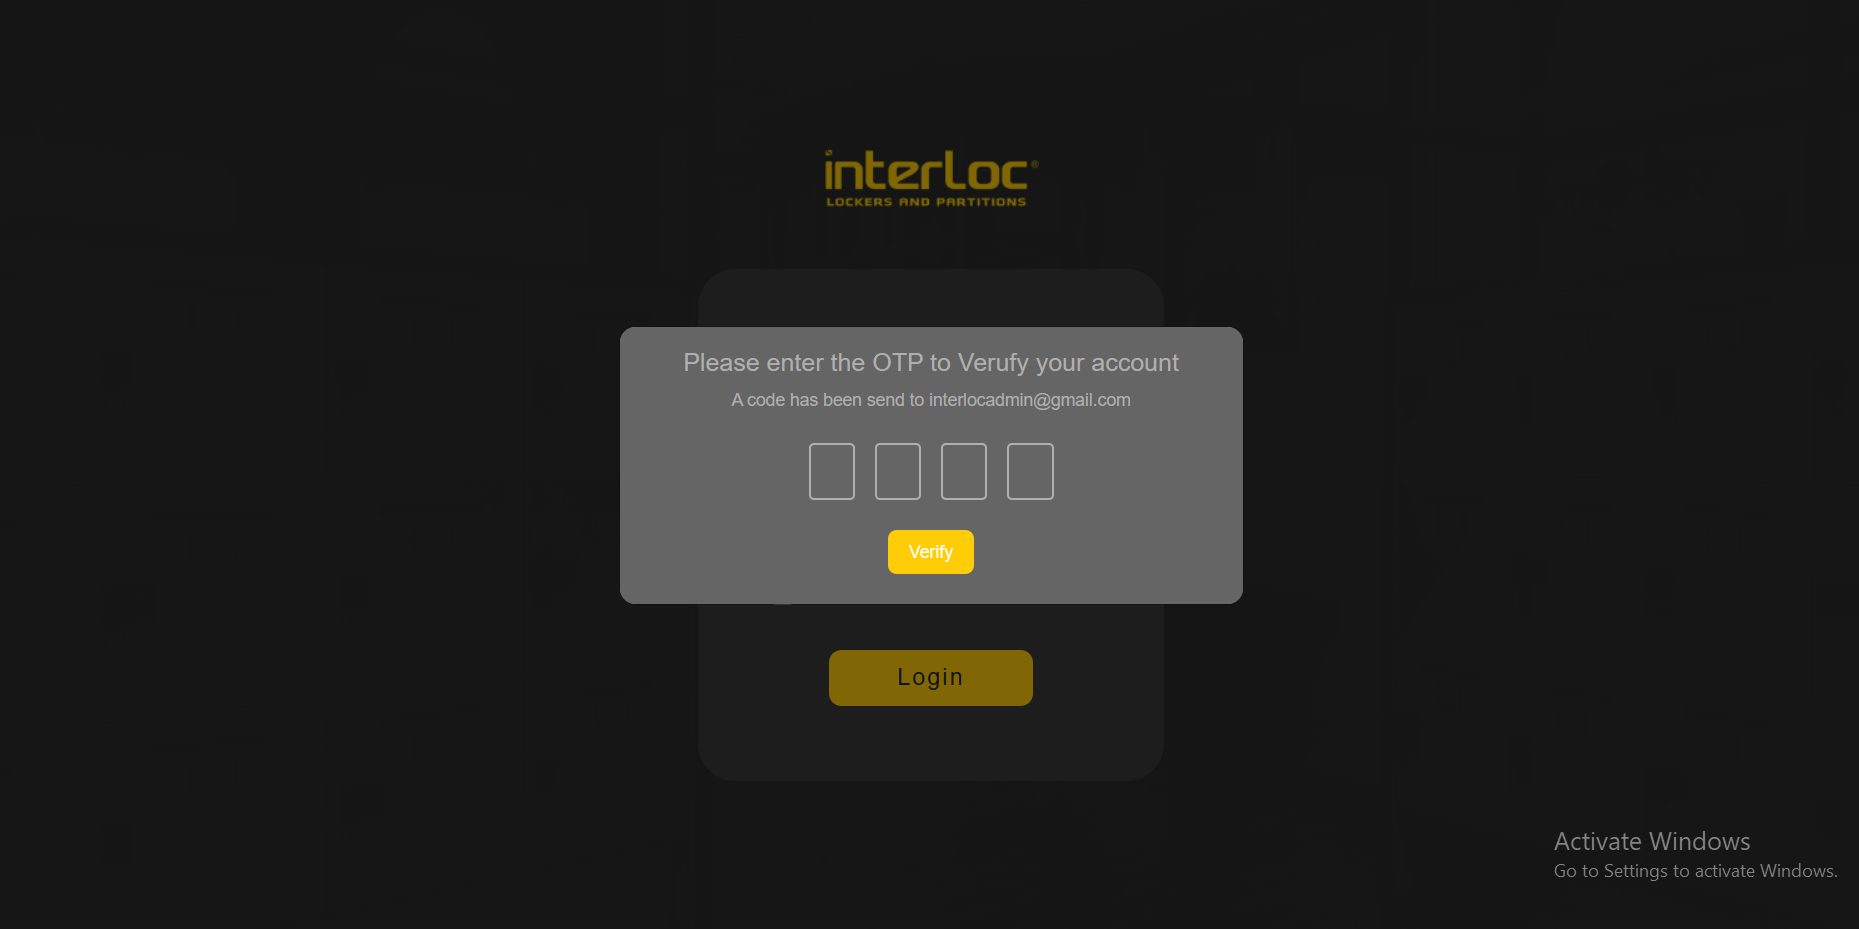 interLoc®
LOCKERS AND PARTITIONS
Please enter the OTP to Verufy your account
A code has been send to interlocadmin@gmail.com
Verify
Login
Activate Windows
Go to Settings to activate Windows.